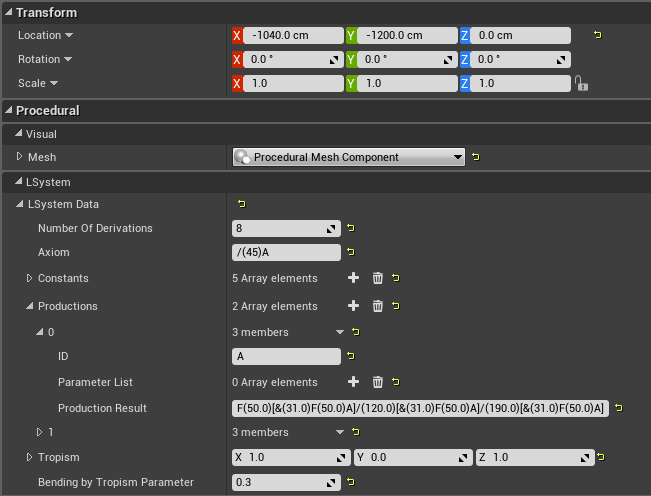 Transform
Location X -1040.0 cm Y -1200.0 cm Z 0.0 cm
Rotation X 0.0 ° Y 0.0 ° Z 0.0 °
Scale X 1.0 Y 1.0 Z 1.0
Procedural
Visual
Mesh Procedural Mesh Component
LSystem
LSystem Data
Number Of Derivations 8
Axiom /(45)A
Constants 5 Array elements
Productions 2 Array elements
0 3 members
ID A
Parameter List 0 Array elements
Production Result F(50.0)[&(31.0)F(50.0)A]/(120.0)[&(31.0)F(50.0)A]/(190.0)[&(31.0)F(50.0)A]
1 3 members
Tropism X 1.0 Y 0.0 Z 1.0
Bending by Tropism Parameter 0.3